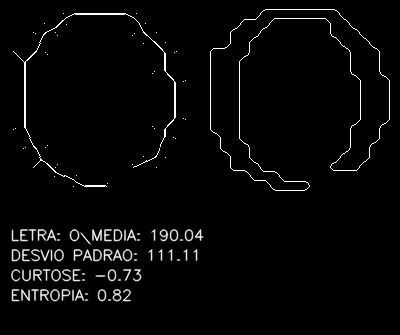 LETRA: O\MEDIA: 190.04
DESVIO PADRAO: 111.11
CURTOSE: -0.73
ENTROPIA: 0.82